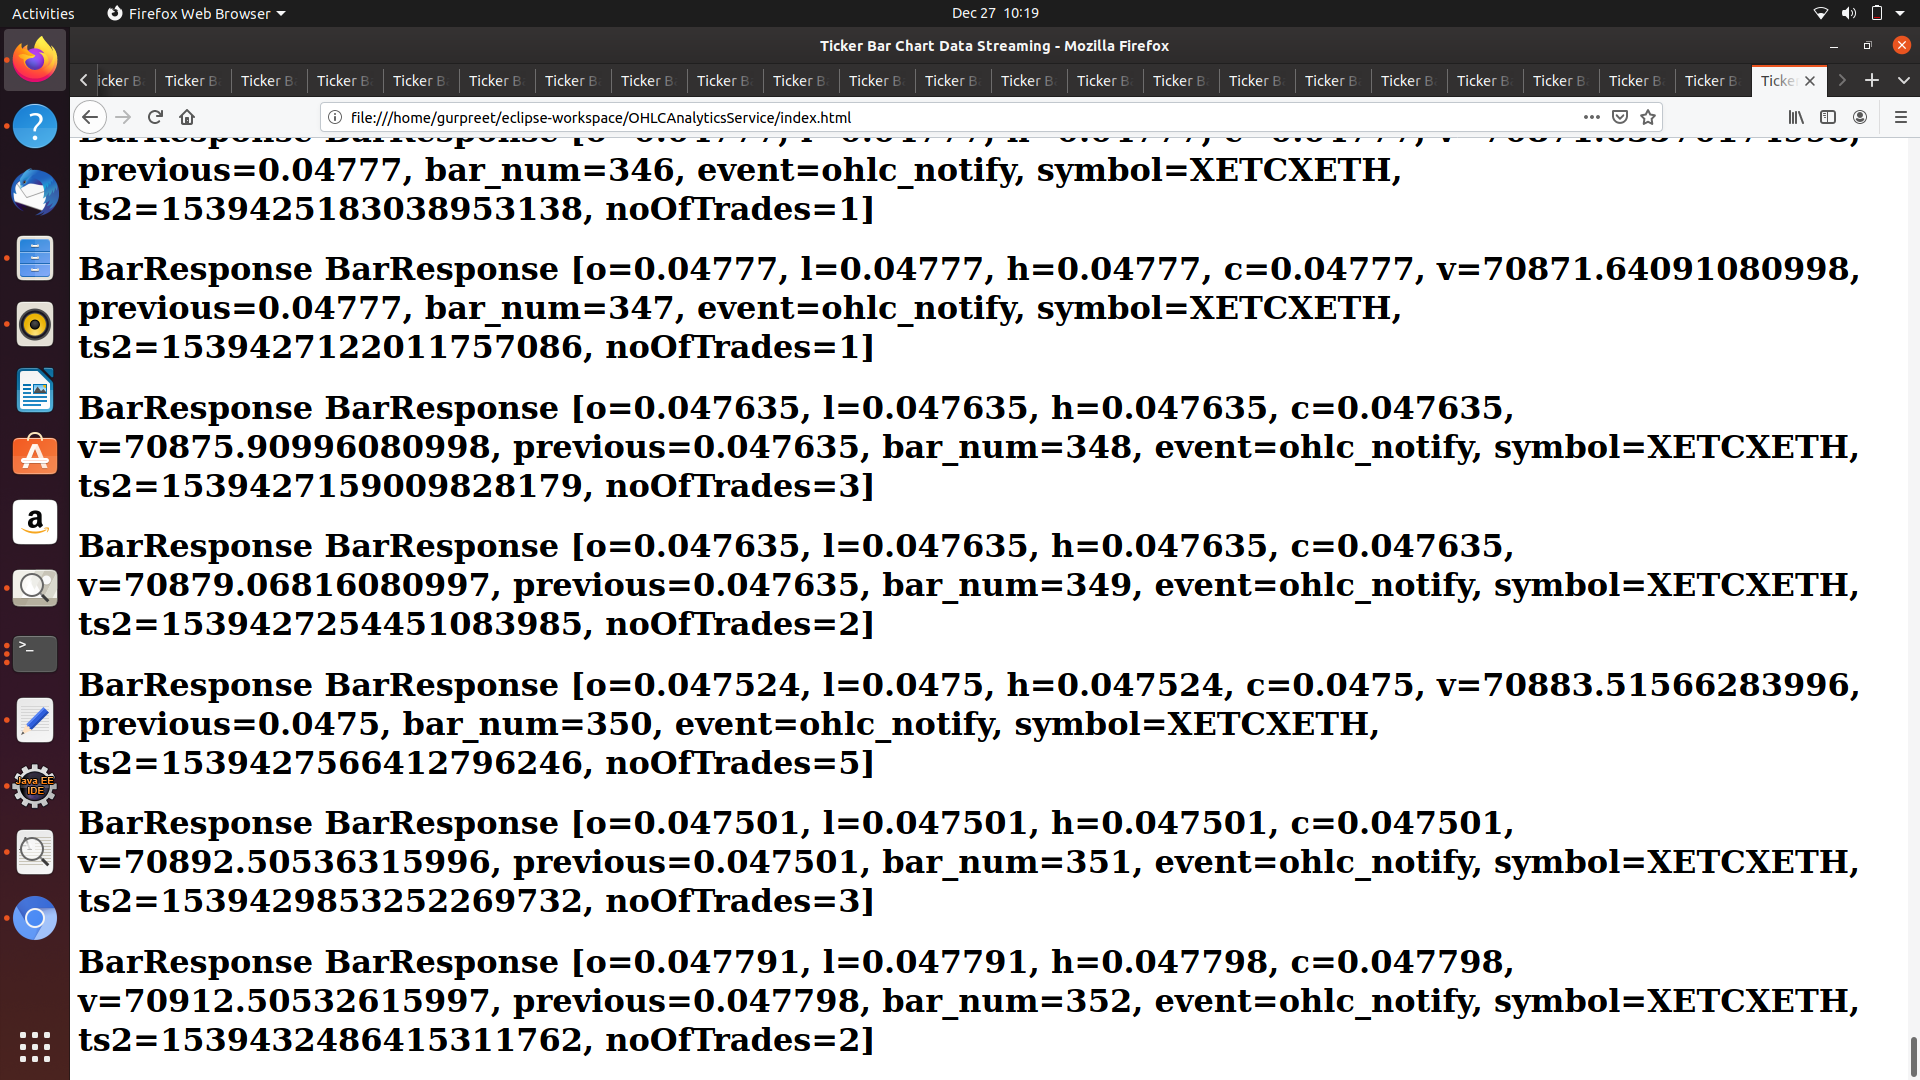 Activities
Firefox Web Browser
Dec 27 10:19
Ticker Bar Chart Data Streaming - Mozilla Firefox
icker B Ticker B Ticker B Ticker B Ticker B Ticker B Ticker B Ticker B Ticker B Ticker B Ticker B Ticker B Ticker B Ticker B Ticker B Ticker B Ticker B Ticker B Ticker B Ticker B Ticker B Ticker B Ticke
file:///home/gurpreet/eclipse-workspace/OHLCAnalyticsService/index.html
previous=0.04777, bar_num=346, event=ohlc_notify, symbol=XETCXETH,
ts2=1539425183038953138, noOfTrades=1]
BarResponse BarResponse [o=0.04777, l=0.04777, h=0.04777, c=0.04777, v=70871.64091080998,
previous=0.04777, bar_num=347, event=ohlc_notify, symbol=XETCXETH,
ts2=1539427122011757086, noOfTrades=1]
BarResponse BarResponse [o=0.047635, l=0.047635, h=0.047635, c=0.047635,
v=70875.90996080998, previous=0.047635, bar_num=348, event=ohlc_notify, symbol=XETCXETH,
ts2=1539427159009828179, noOfTrades=3]
BarResponse BarResponse [o=0.047635, l=0.047635, h=0.047635, c=0.047635,
v=70879.06816080997, previous=0.047635, bar_num=349, event=ohlc_notify, symbol=XETCXETH,
ts2=1539427254451083985, noOfTrades=2]
BarResponse BarResponse [o=0.047524, l=0.0475, h=0.047524, c=0.0475, v=70883.51566283996,
previous=0.0475, bar_num=350, event=ohlc_notify, symbol=XETCXETH,
ts2=1539427566412796246, noOfTrades=5]
BarResponse BarResponse [o=0.047501, l=0.047501, h=0.047501, c=0.047501,
v=70892.50536315996, previous=0.047501, bar_num=351, event=ohlc_notify, symbol=XETCXETH,
ts2=1539429853252269732, noOfTrades=3]
BarResponse BarResponse [o=0.047791, l=0.047791, h=0.047798, c=0.047798,
v=70912.50532615997, previous=0.047798, bar_num=352, event=ohlc_notify, symbol=XETCXETH,
ts2=1539432486415311762, noOfTrades=2]
Java EE
IDE